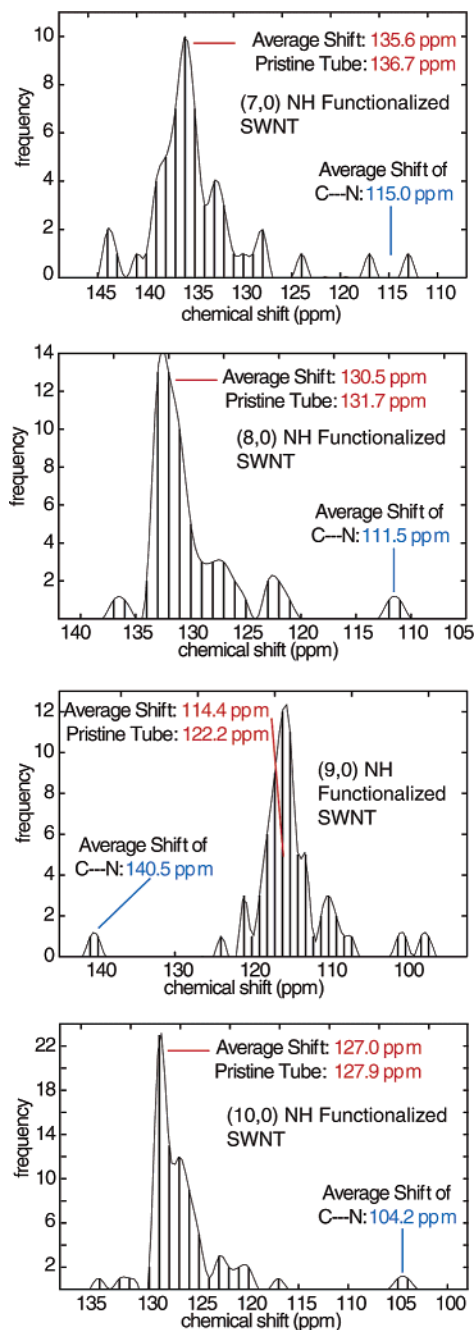 Average Shift: 135.6 ppm
Pristine Tube: 136.7 ppm
(7,0) NH Functionalized
SWNT
Average Shift of
C---N: 115.0 ppm
frequency
10
8
6
4
2
0
145 140 135 130 125 120 115 110
chemical shift (ppm)
14
12
10
8
6
4
2
frequency
Average Shift: 130.5 ppm
Pristine Tube: 131.7 ppm
(8,0) NH Functionalized
SWNT
Average Shift of
C---N: 111.5 ppm
140 135 130 125 120 115 110 105
chemical shift (ppm)
12
10
8
6
4
2
0
frequency
Average Shift: 114.4 ppm
Pristine Tube: 122.2 ppm
(9,0) NH
Functionalized
SWNT
Average Shift of
C---N: 140.5 ppm
140 130 120 110 100
chemical shift (ppm)
22
18
14
10
6
2
frequency
Average Shift: 127.0 ppm
Pristine Tube: 127.9 ppm
(10,0) NH Functionalized
SWNT
Average Shift of
C---N: 104.2 ppm
135 130 125 120 115 110 105 100
chemical shift (ppm)